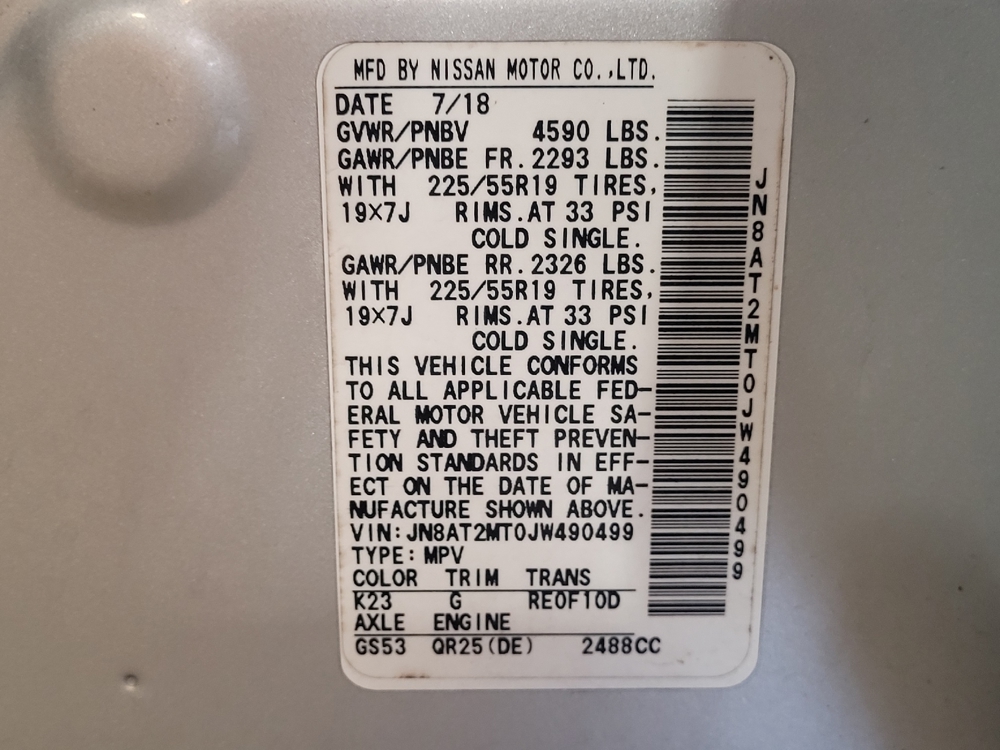 MFD BY NISSAN MOTOR CO.,LTD.
DATE 7/18
GVWR/PNBV 4590 LBS.
GAWR/PNBE FR.2293 LBS.
WITH 225/55R19 TIRES,
19×7J RIMS.AT 33 PSI
COLD SINGLE.
GAWR/PNBE RR.2326 LBS.
WITH 225/55R19 TIRES,
19×7J RIMS.AT 33 PSI
COLD SINGLE.
THIS VEHICLE CONFORMS
TO ALL APPLICABLE FED-
ERAL MOTOR VEHICLE SA-
FETY AND THEFT PREVEN-
TION STANDARDS IN EFF-
ECT ON THE DATE OF MA-
NUFACTURE SHOWN ABOVE.
VIN:JN8AT2MT0JW490499
TYPE:MPV
COLOR TRIM TRANS
K23 G RE0F10D
AXLE ENGINE
GS53 QR25(DE) 2488CC
JN8AT2MT0JW490499